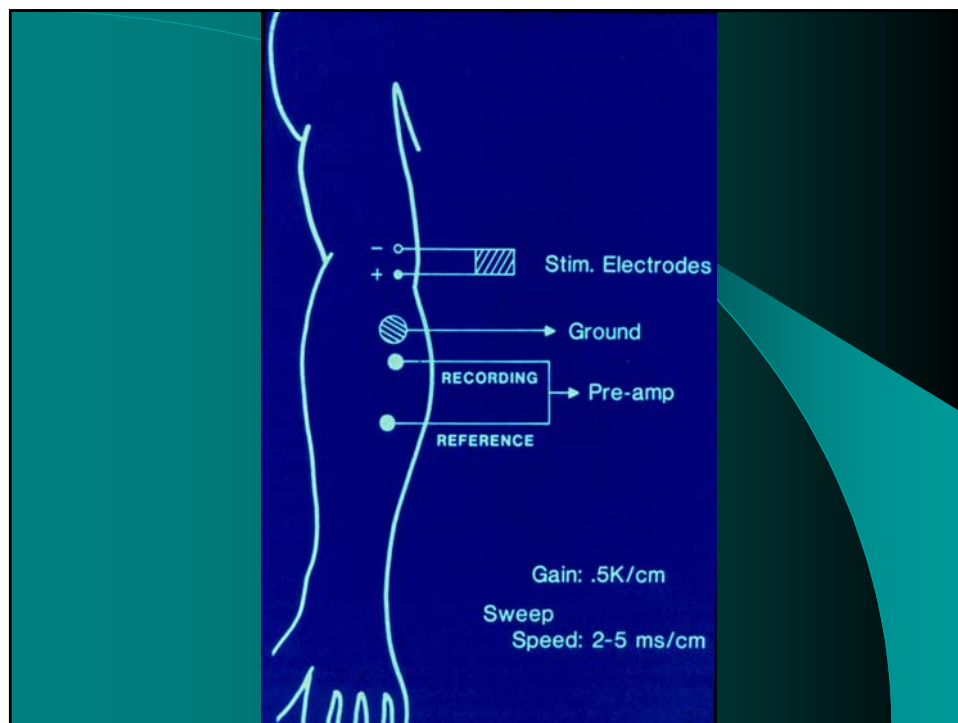 −
+
Stim. Electrodes
Ground
RECORDING
Pre-amp
REFERENCE
Gain: .5K/cm
Sweep
Speed: 2-5 ms/cm